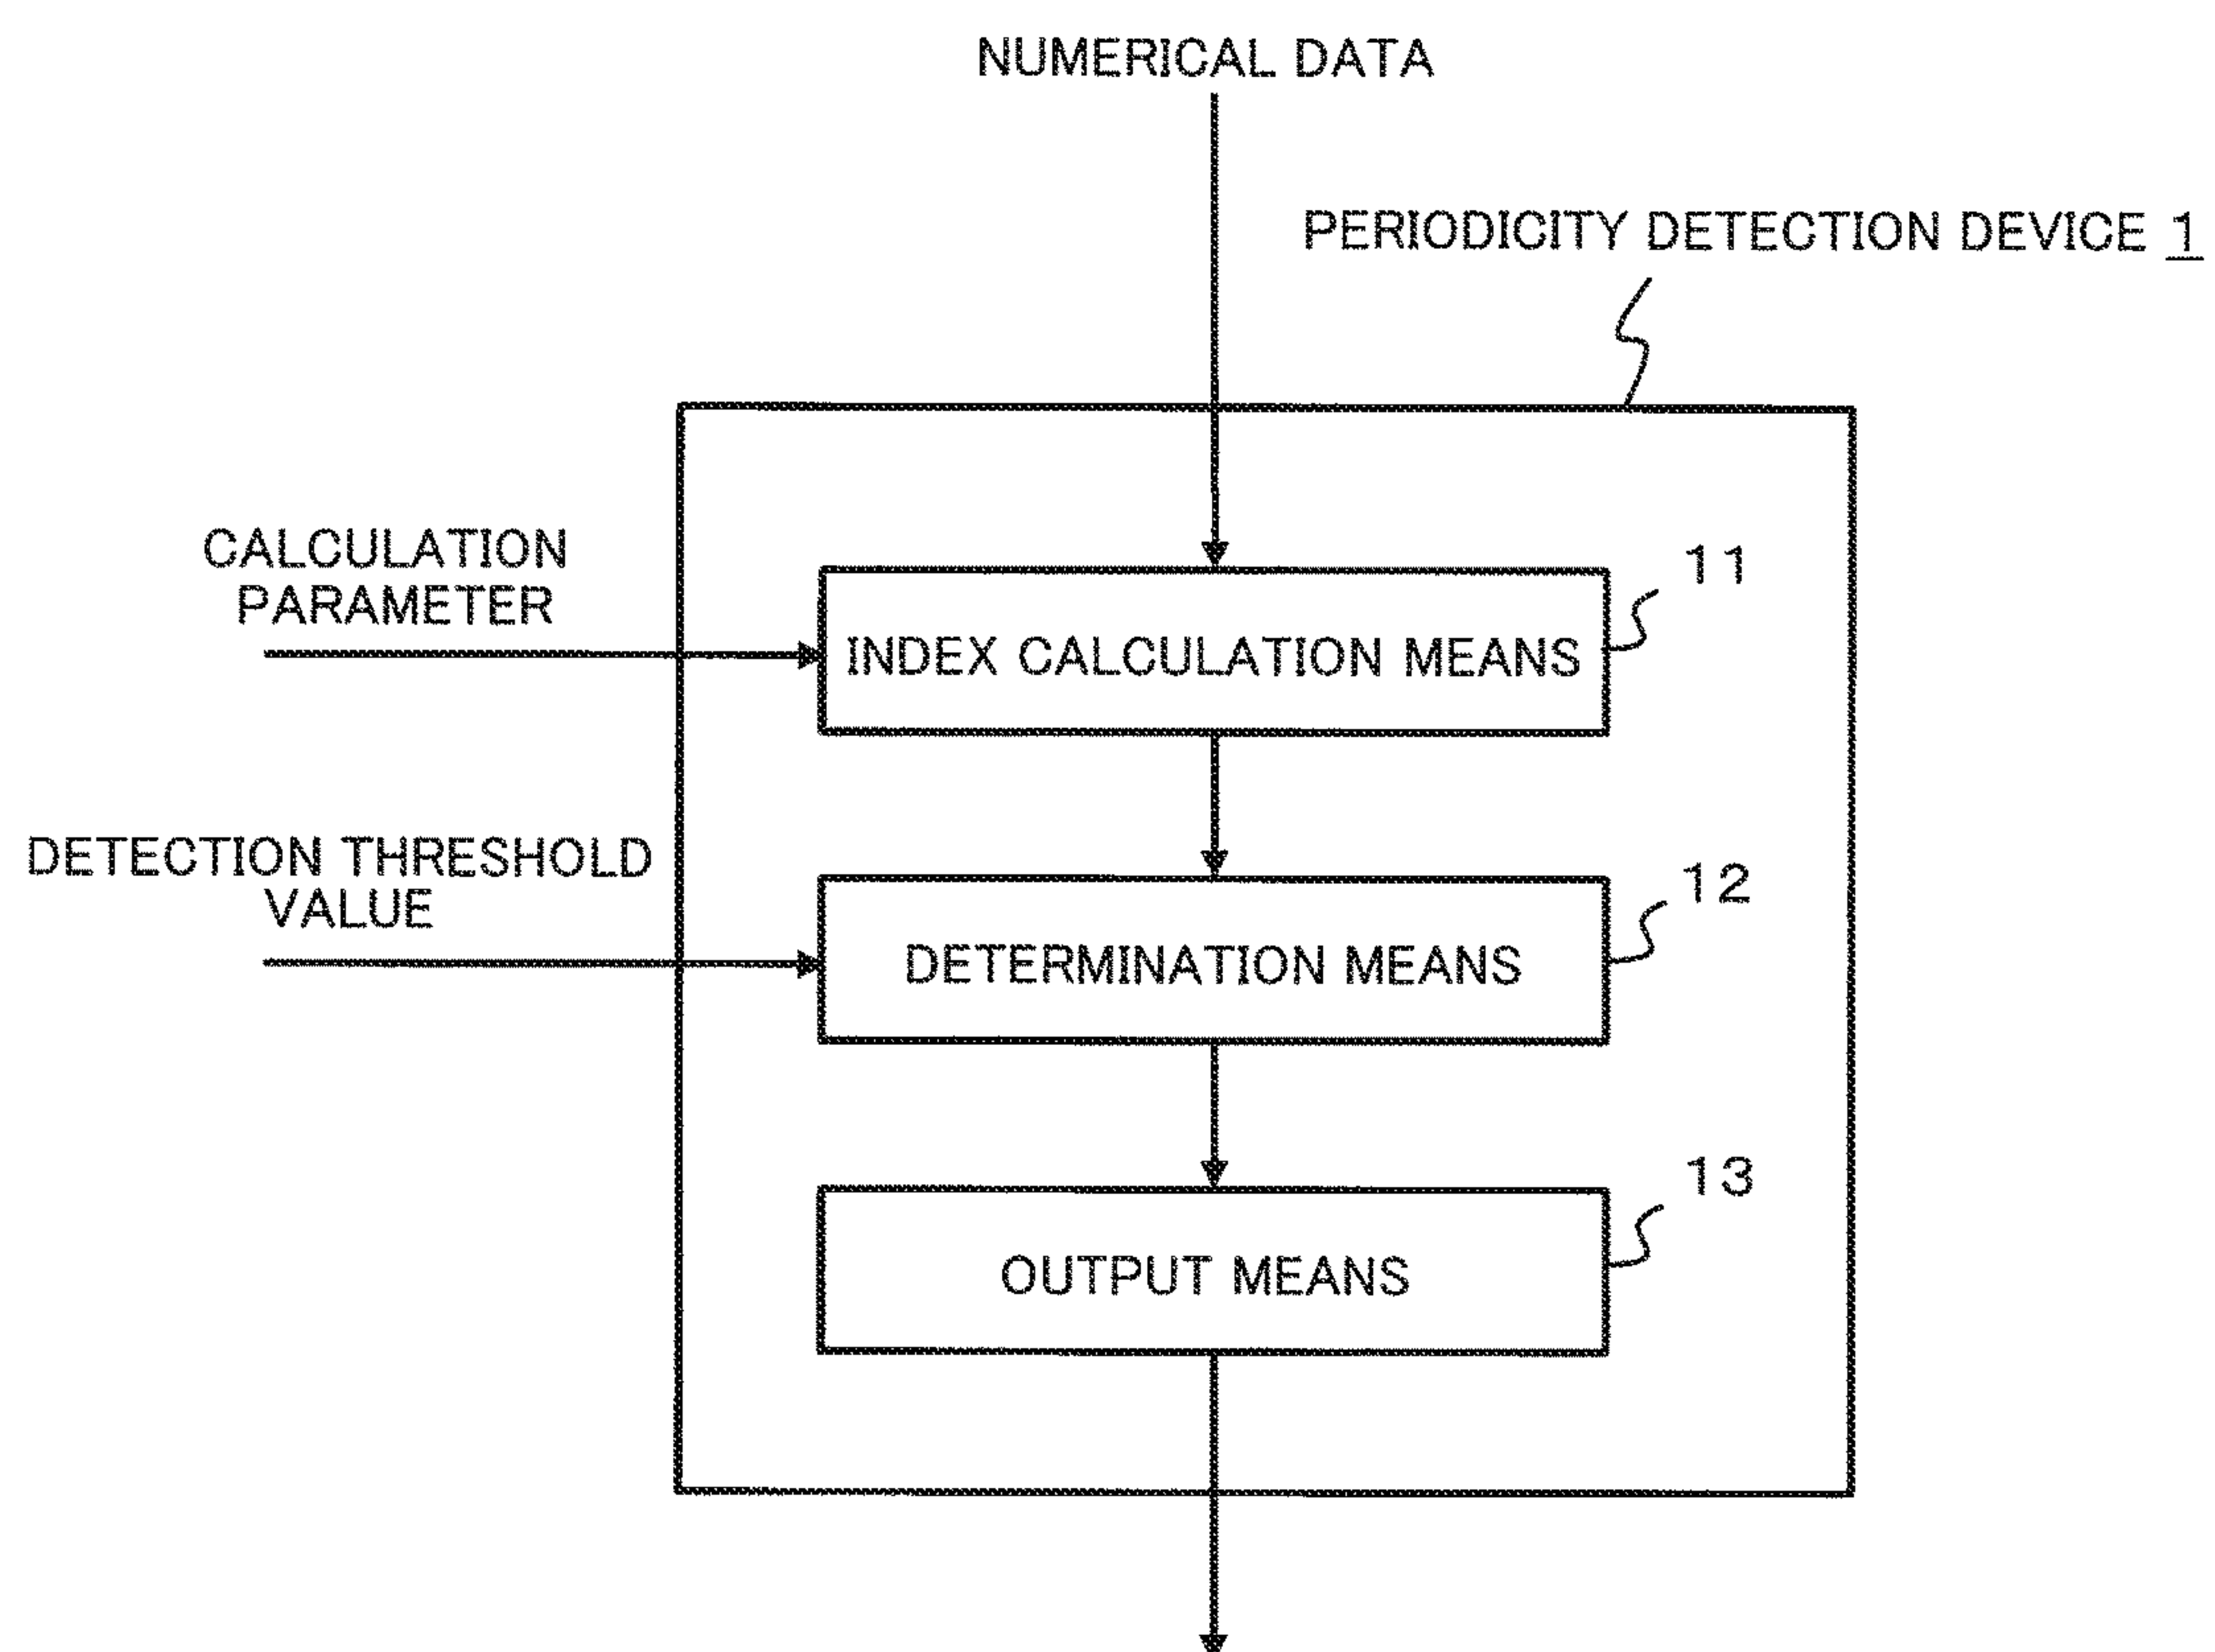 NUMERICAL DATA
PERIODICITY DETECTION DEVICE 1
CALCULATION
PARAMETER
11
INDEX CALCULATION MEANS
DETECTION THRESHOLD
VALUE
12
DETERMINATION MEANS
13
OUTPUT MEANS